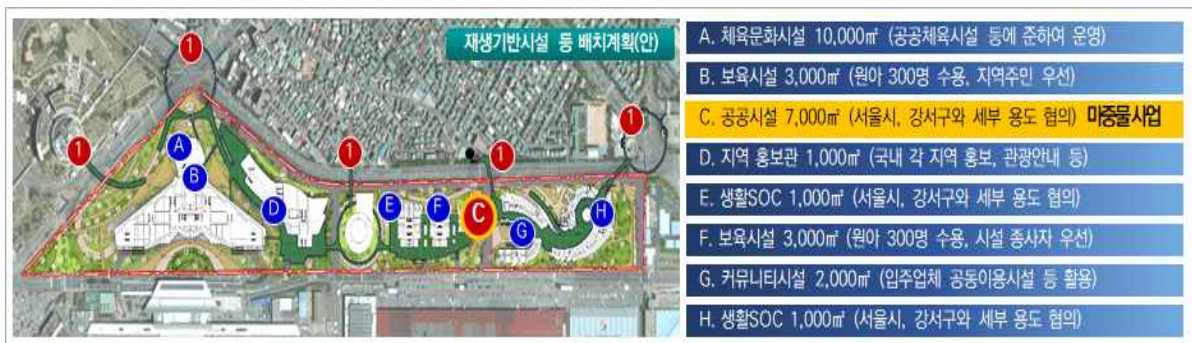 재생기반시설 등 배치계획(안)
1
1
1
1
1
A
B
D
E
F
C
G
H
A. 체육문화시설 10,000㎡ (공공체육시설 등에 준하여 운영)
B. 보육시설 3,000㎡ (원아 300명 수용, 지역주민 우선)
C. 공공시설 7,000㎡ (서울시, 강서구와 세부 용도 협의) 마중물사업
D. 지역 홍보관 1,000㎡ (국내 각 지역 홍보, 관광안내 등)
E. 생활SOC 1,000㎡ (서울시, 강서구와 세부 용도 협의)
F. 보육시설 3,000㎡ (원아 300명 수용, 시설 종사자 우선)
G. 커뮤니티시설 2,000㎡ (입주업체 공동이용시설 등 활용)
H. 생활SOC 1,000㎡ (서울시, 강서구와 세부 용도 협의)